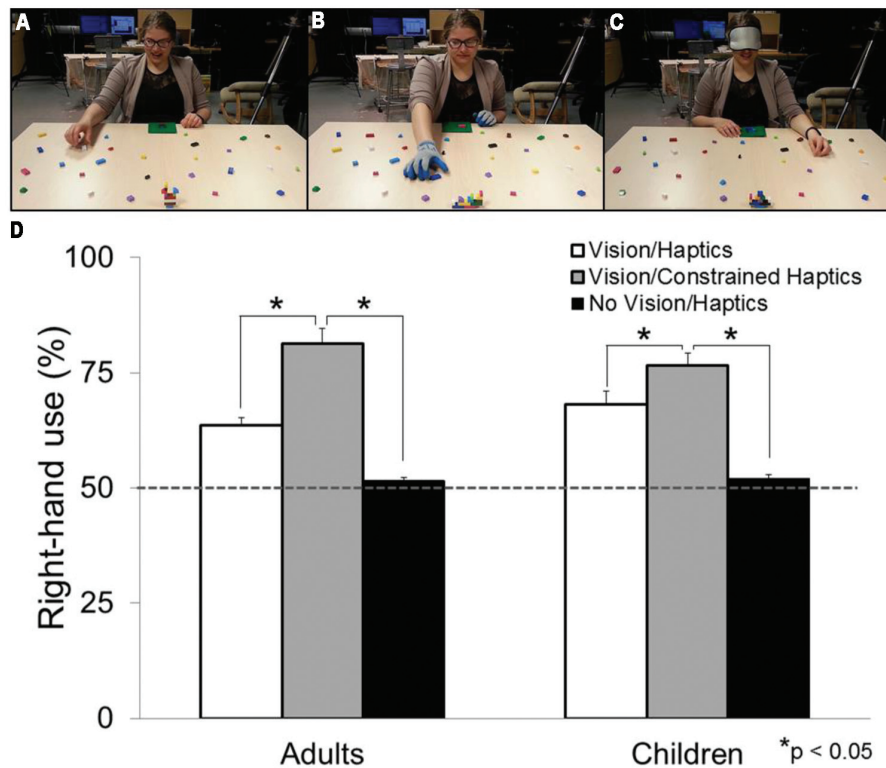 A
B
C
D
Vision/Haptics
Vision/Constrained Haptics
No Vision/Haptics
Right-hand use (%)
100
75
50
25
0
*
*
*
*
Adults
Children
*p < 0.05